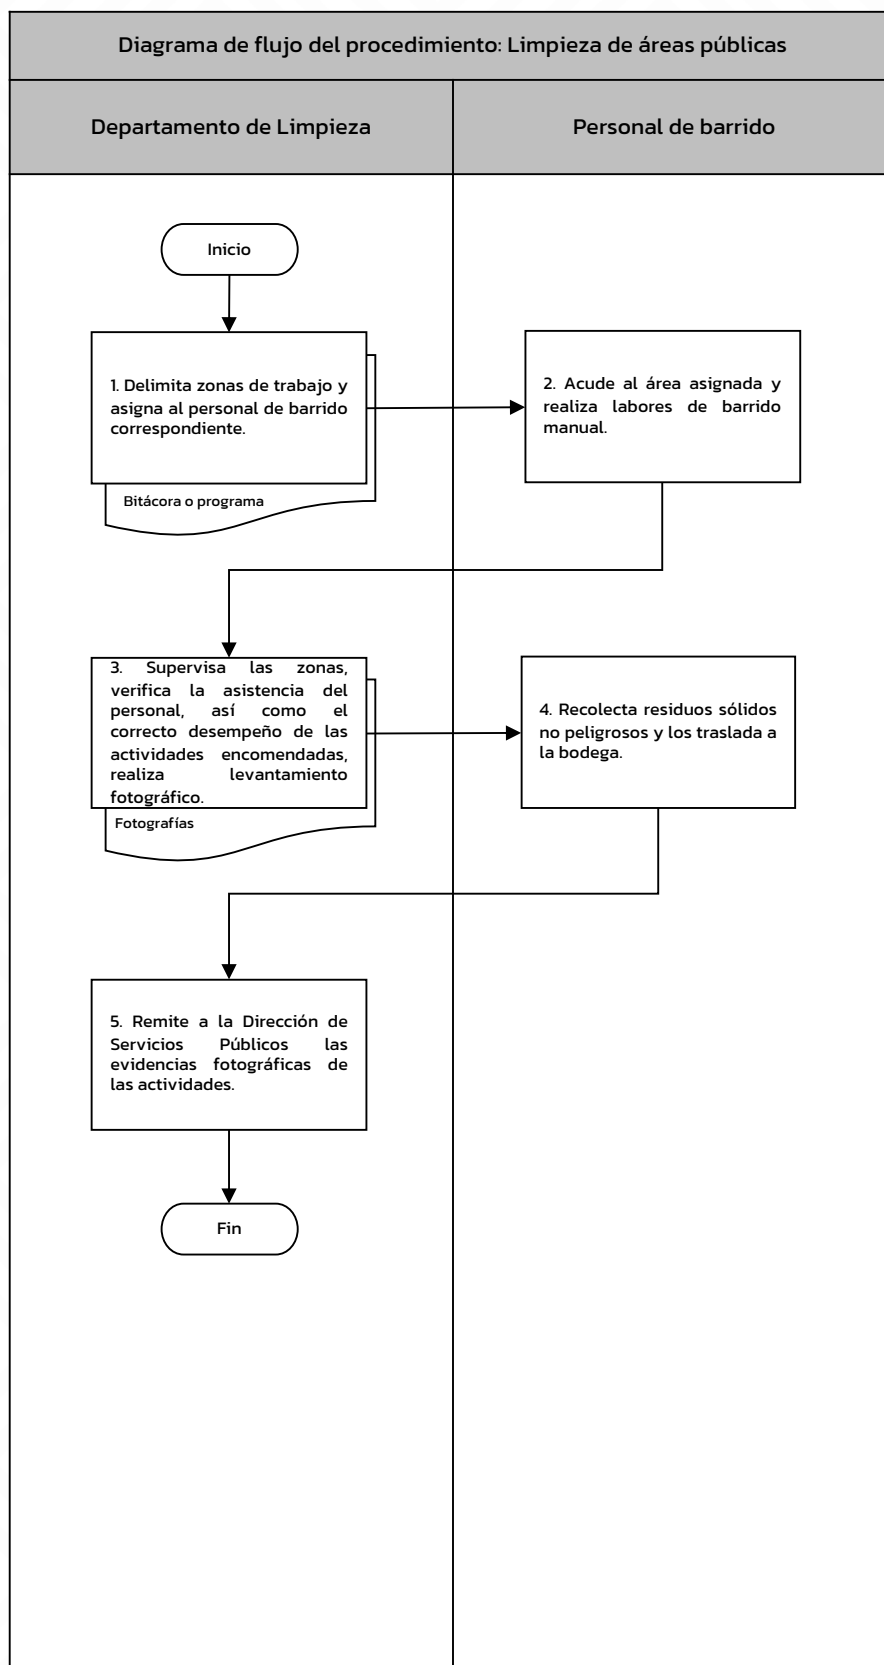 Diagrama de flujo del procedimiento: Limpieza de áreas públicas
Departamento de Limpieza
Personal de barrido
Inicio
1. Delimita zonas de trabajo y
asigna al personal de barrido
correspondiente.
Bitácora o programa
2. Acude al área asignada y
realiza labores de barrido
manual.
3. Supervisa las zonas,
verifica la asistencia del
personal, así como el
correcto desempeño de las
actividades encomendadas,
realiza levantamiento
fotográfico.
Fotografías
4. Recolecta residuos sólidos
no peligrosos y los traslada a
la bodega.
5. Remite a la Dirección de
Servicios Públicos las
evidencias fotográficas de
las actividades.
Fin